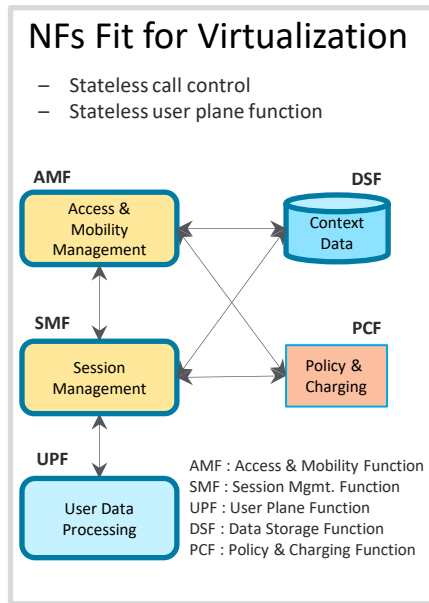 NFs Fit for Virtualization
– Stateless call control
– Stateless user plane function
AMF
DSF
Access &
Mobility
Management
Context
Data
SMF
PCF
Session
Management
Policy &
Charging
UPF
User Data
Processing
AMF : Access & Mobility Function
SMF : Session Mgmt. Function
UPF : User Plane Function
DSF : Data Storage Function
PCF : Policy & Charging Function